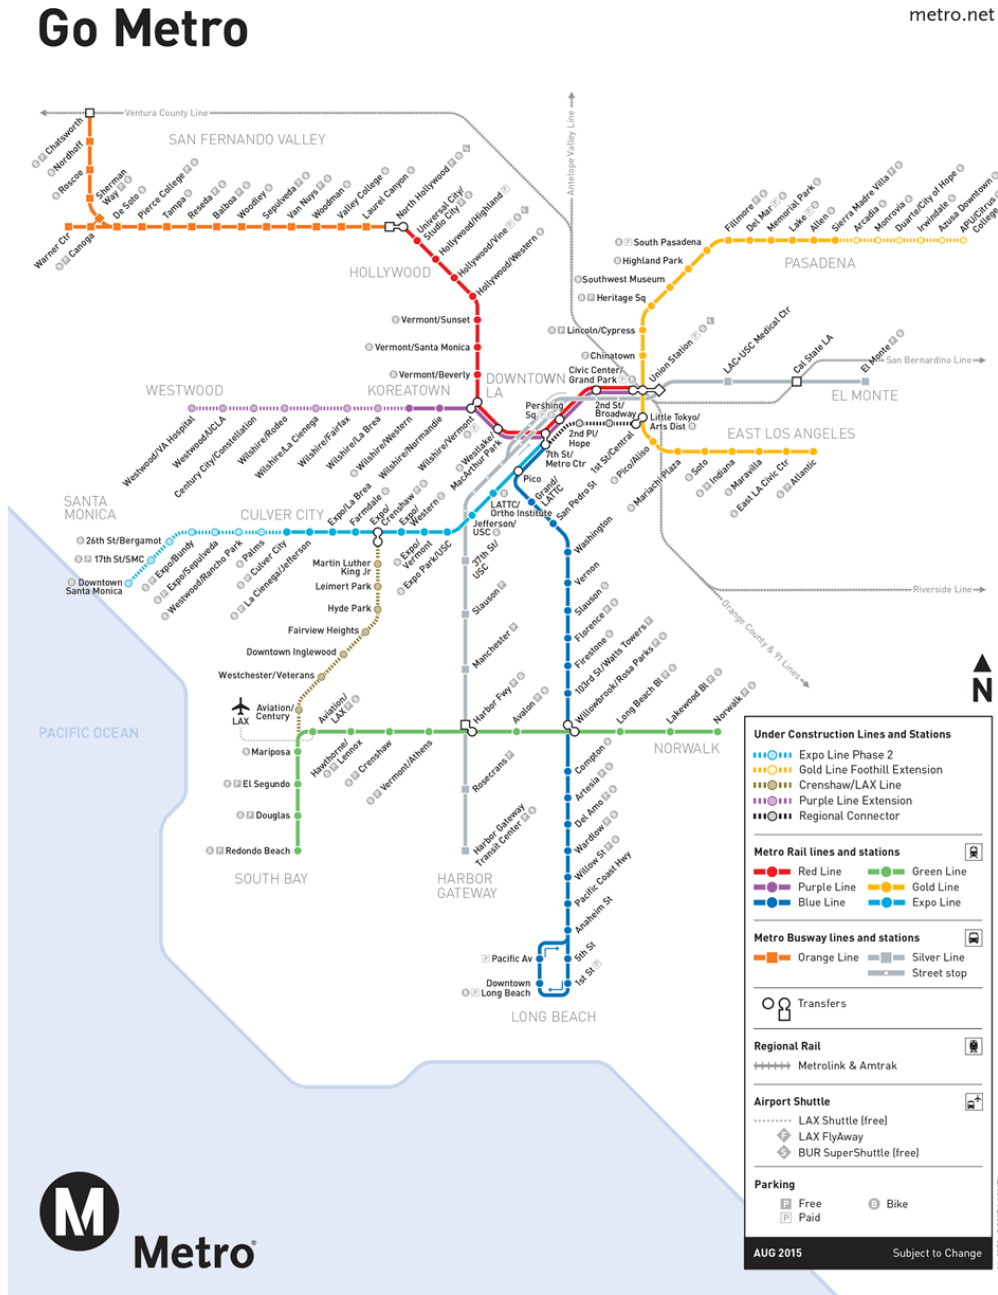 Go Metro
metro.net
Ventura County Line
Antelope Valley Line
SAN FERNANDO VALLEY
Chatsworth
Nordhoff
Roscoe
Sherman
Way
Warner Ctr
Canoga
De Soto
Pierce College
Tampa
Reseda
Balboa
Woodley
Sepulveda
Van Nuys
Woodman
Valley College
Laurel Canyon
North Hollywood
Universal City/
Studio City
Hollywood/Highland
Hollywood/Vine
Hollywood/Western
HOLLYWOOD
Vermont/Sunset
Vermont/Santa Monica
Vermont/Beverly
Fillmore
Del Mar
Memorial Park
Lake
Allen
Sierra Madre Villa
Arcadia
Monrovia
Duarte/City of Hope
Irwindale
Azusa Downtown
APU/Citrus
College
PASADENA
South Pasadena
Highland Park
Southwest Museum
Heritage Sq
Lincoln/Cypress
Chinatown
Union Station
LAC+USC Medical Ctr
Cal State LA
El Monte
San Bernardino Line
EL MONTE
WESTWOOD
KOREATOWN
DOWNTOWN
LA
Civic Center/
Grand Park
Pershing
Sq
2nd St/
Broadway
2nd Pl/
Hope
7th St/
Metro Ctr
1st St/Central
Little Tokyo/
Arts Dist
EAST LOS ANGELES
Pico/Aliso
Mariachi Plaza
Soto
Indiana
Maravilla
East LA Civic Ctr
Atlantic
Westwood/VA Hospital
Westwood/UCLA
Century City/Constellation
Wilshire/Rodeo
Wilshire/La Cienega
Wilshire/Fairfax
Wilshire/La Brea
Wilshire/Western
Wilshire/Normandie
Wilshire/Vermont
Westlake/
MacArthur Park
Pico
Grand/
LATTC
San Pedro St
LATTC/
Ortho Institute
Jefferson/
USC
37th St/
USC
SANTA
MONICA
CULVER CITY
26th St/Bergamot
17th St/SMC
Downtown
Santa Monica
Expo/Bundy
Expo/Sepulveda
Westwood/Rancho Park
Palms
Culver City
La Cienega/Jefferson
Expo/La Brea
Farmdale
Expo/
Crenshaw
Expo/
Western
Expo/
Vermont
Expo Park/USC
Martin Luther
King Jr
Leimert Park
Hyde Park
Fairview Heights
Downtown Inglewood
Westchester/Veterans
Aviation/
Century
LAX
Aviation/
LAX
Mariposa
El Segundo
Douglas
Redondo Beach
SOUTH BAY
Hawthorne/
Lennox
Crenshaw
Vermont/Athens
Harbor Fwy
Avalon
Willowbrook/Rosa Parks
Long Beach Bl
Lakewood Bl
Norwalk
NORWALK
Slauson
Manchester
Rosecrans
Harbor Gateway
Transit Center
HARBOR
GATEWAY
Washington
Vernon
Slauson
Florence
Firestone
103rd St/Watts Towers
Compton
Artesia
Del Amo
Wardlow
Willow St
Pacific Coast Hwy
Anaheim St
5th St
1st St
Pacific Av
Downtown
Long Beach
LONG BEACH
Riverside Line
Orange County & 91 Lines
PACIFIC OCEAN
N
Under Construction Lines and Stations
Expo Line Phase 2
Gold Line Foothill Extension
Crenshaw/LAX Line
Purple Line Extension
Regional Connector
Metro Rail lines and stations
Red Line
Green Line
Purple Line
Gold Line
Blue Line
Expo Line
Metro Busway lines and stations
Orange Line
Silver Line
Street stop
Transfers
Regional Rail
Metrolink & Amtrak
Airport Shuttle
LAX Shuttle (free)
F LAX FlyAway
S BUR SuperShuttle (free)
Parking
P Free
B Bike
P Paid
AUG 2015
Subject to Change
M
Metro